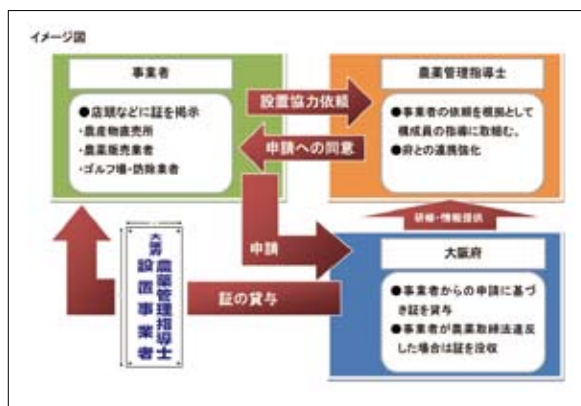 イメージ図
事業者
●店頭などに証を掲示
・農産物直売所
・農薬販売業者
・ゴルフ場・防除業者
設置協力依頼
申請への同意
農薬管理指導士
●事業者の依頼を根拠として
構成員の指導に取組む。
●府との連携強化
研修・情報提供
申請
証の貸与
大阪府
農薬管理指導士
設置事業者
大阪府
●事業者からの申請に基づ
き証を貸与
●事業者が農薬取締法違反
した場合は証を没収